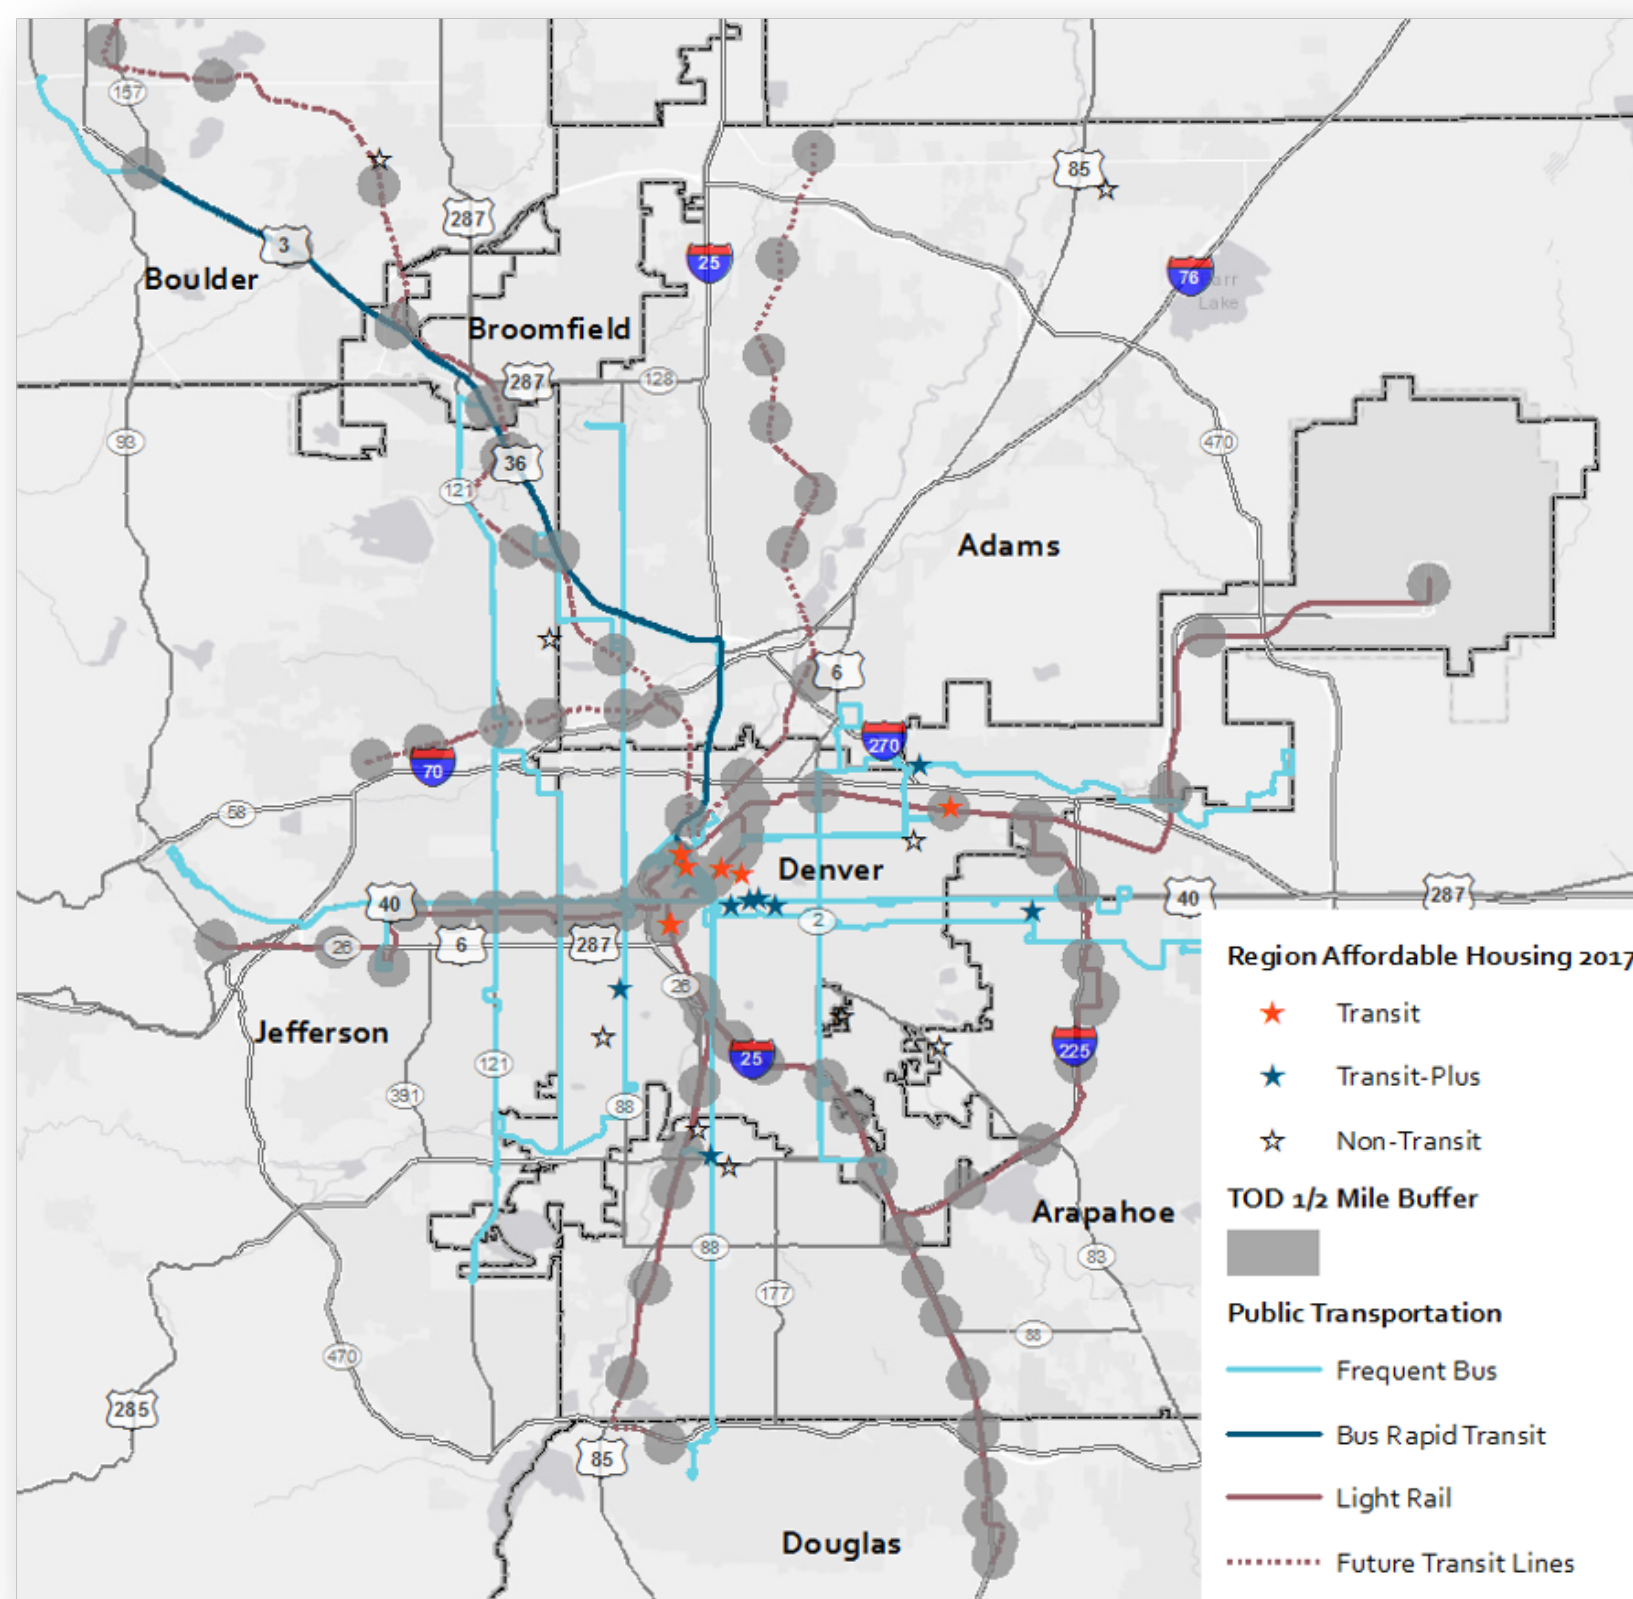 157
85
287
3
25
76
Boulder
arr
Lake
Broomfield
287
128
93
470
36
121
Adams
6
270
70
58
Denver
40
40
287
2
26
6
287
26
Jefferson
25
225
121
391
88
Arapahoe
88
83
177
88
470
285
85
Douglas
Region Affordable Housing 2017
Transit
Transit-Plus
Non-Transit
TOD 1/2 Mile Buffer
Public Transportation
Frequent Bus
Bus Rapid Transit
Light Rail
Future Transit Lines